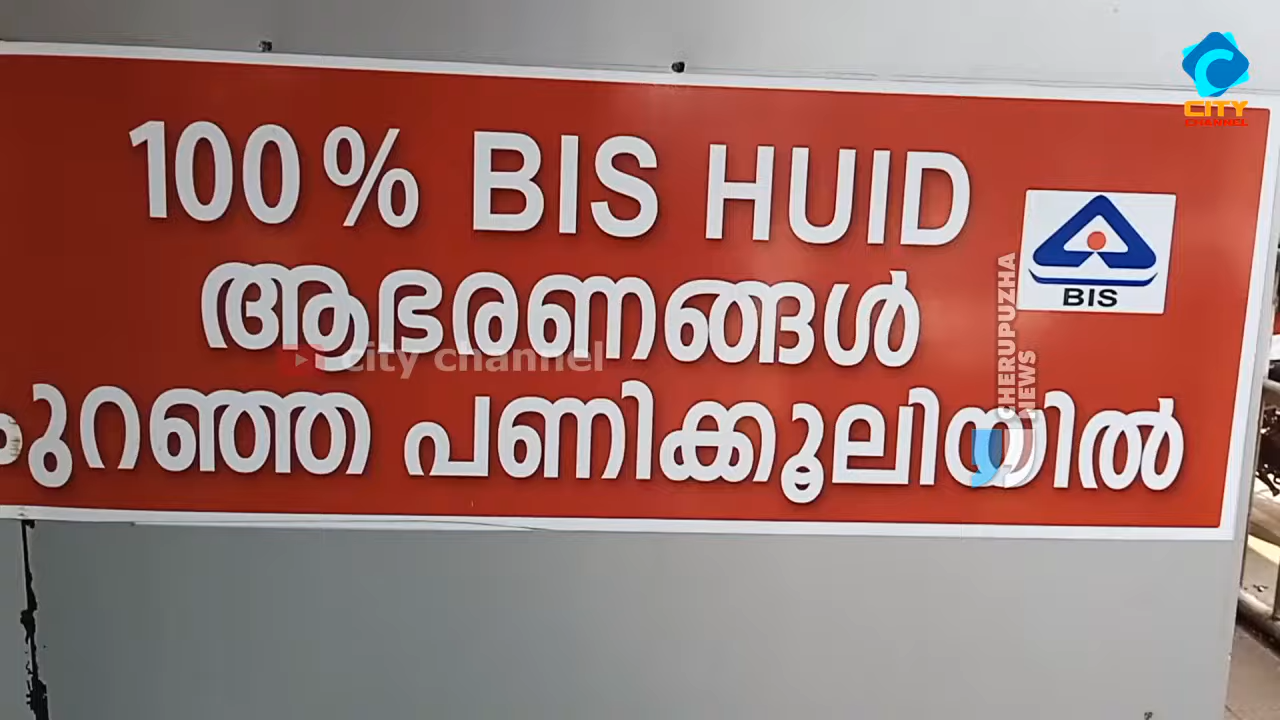 100% BIS HUID
ആഭരണങ്ങൾ
കുറഞ്ഞ പണിക്കൂലിയിൽ
BIS
CITY
CHANNEL
city channel
CHERUPUZHA
NEWS